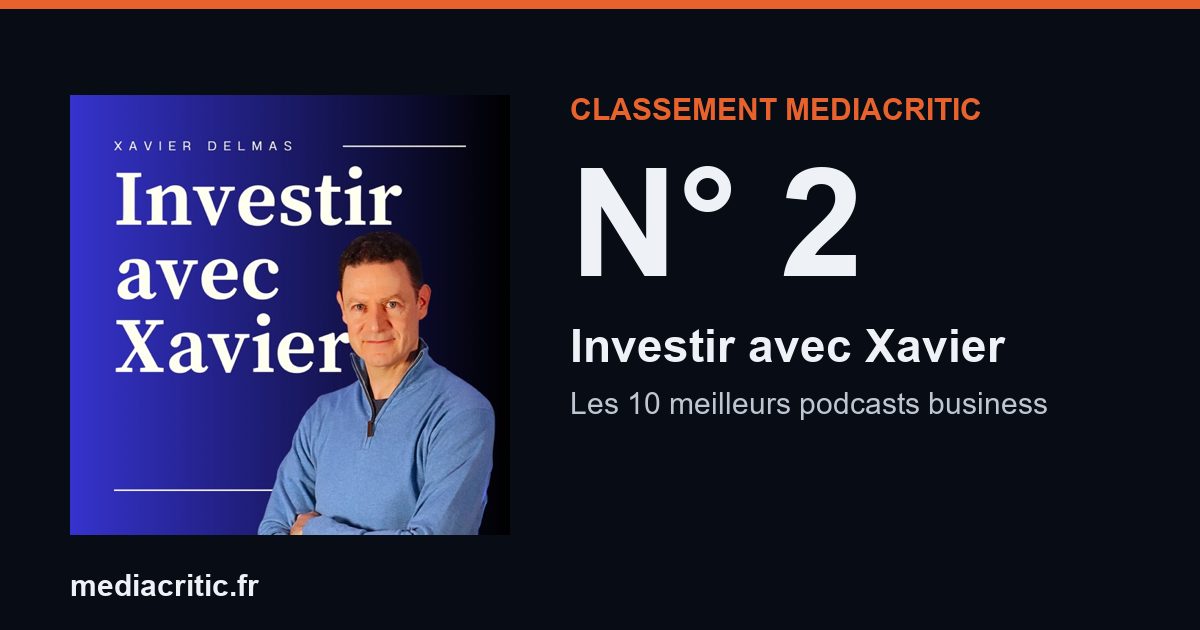 XAVIER DELMAS
Investir
avec
Xavier
CLASSEMENT MEDIACRITIC
N° 2
Investir avec Xavier
Les 10 meilleurs podcasts business
mediacritic.fr